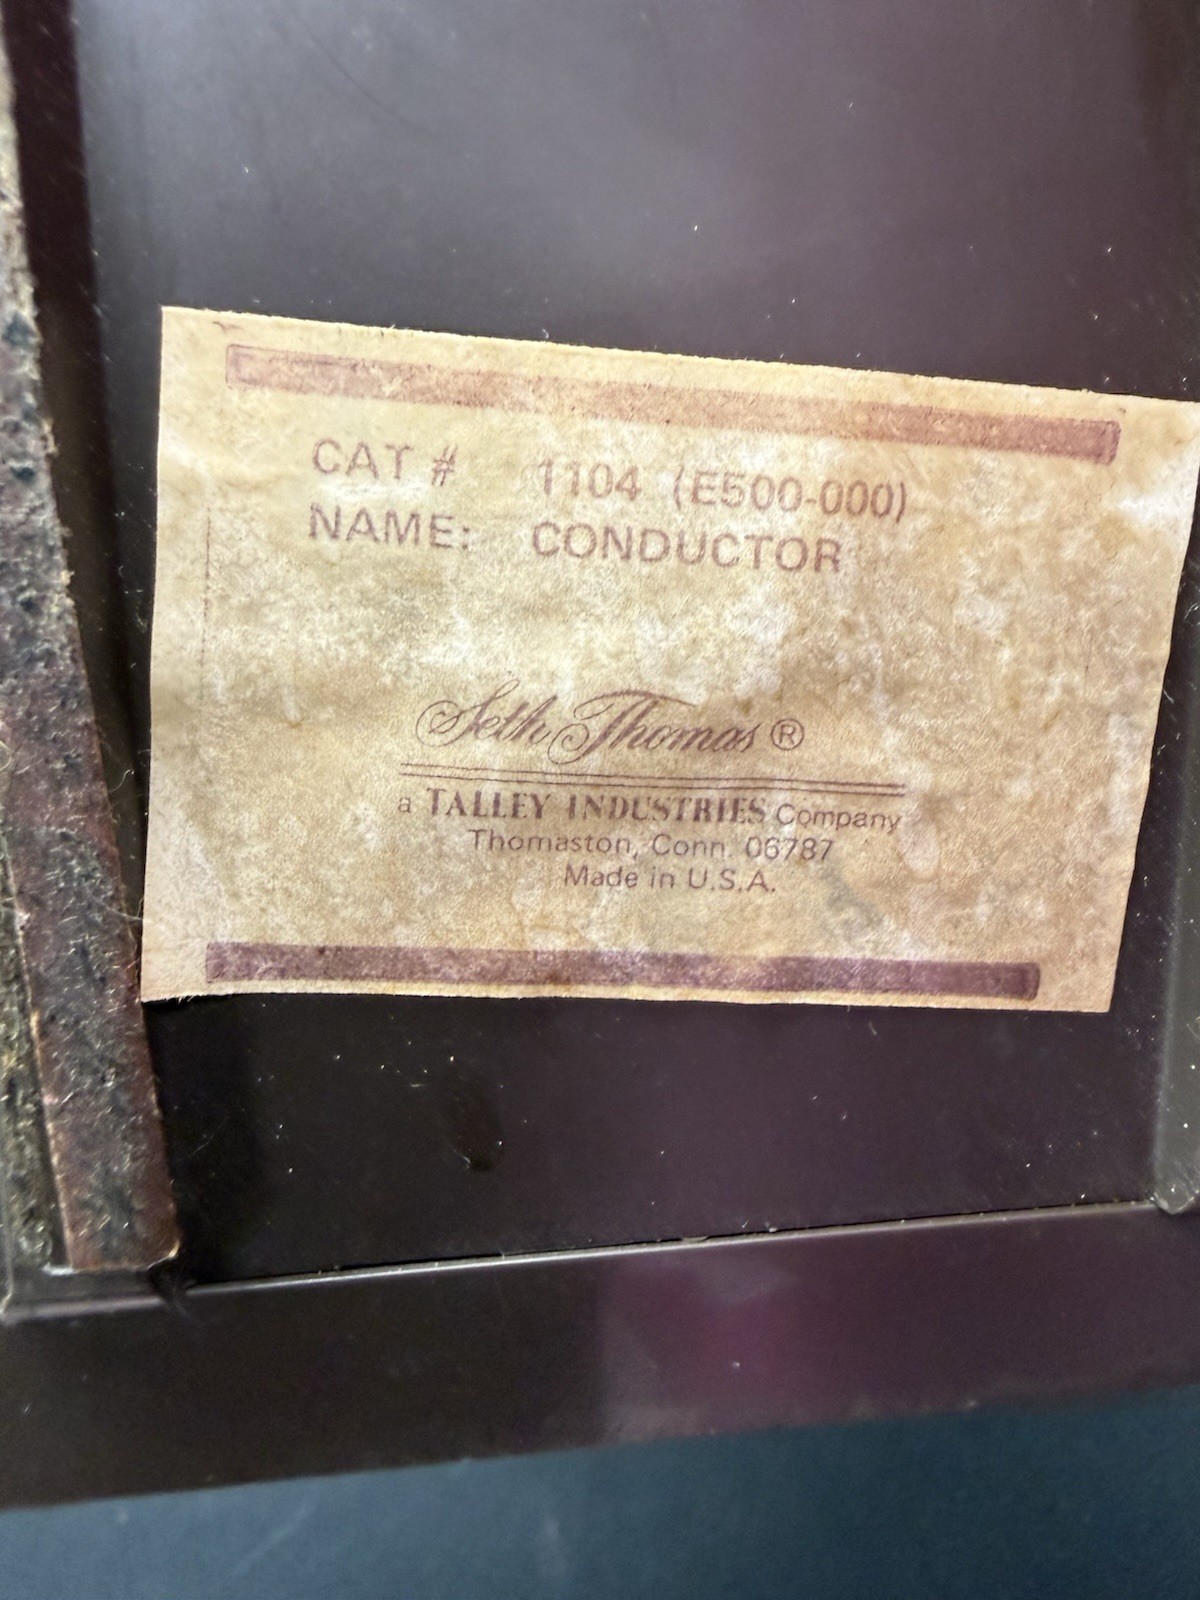 CAT # 1104 (E500-000)
NAME: CONDUCTOR
Seth Thomas ®
a TALLEY INDUSTRIES Company
Thomaston, Conn. 06787
Made in U.S.A.